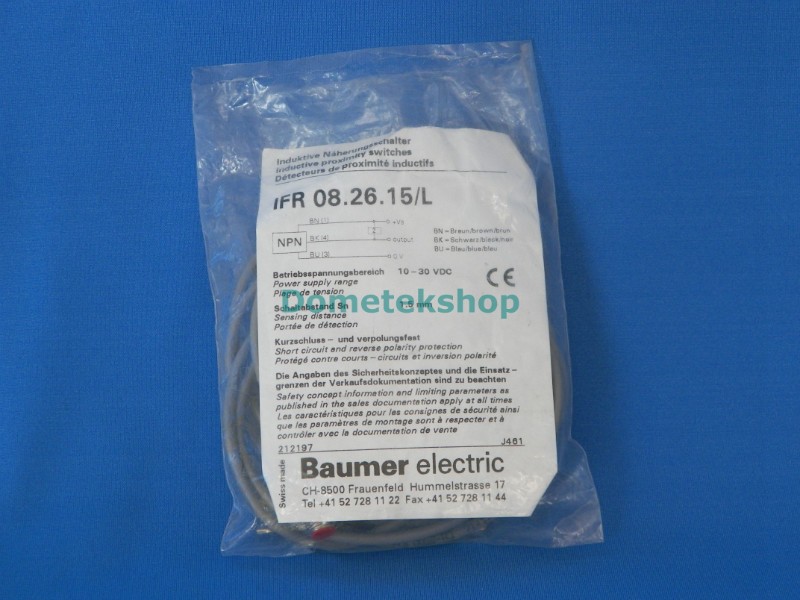 Induktive Näherungsschalter
Inductive proximity switches
Détecteurs de proximité inductifs
IFR 08.26.15/L
NPN
BN (1)
BK (4)
BU (3)
Z
+Vs
output
0 V
BN = Braun/brown/brun
BK = Schwarz/black/noir
BU = Blau/blue/bleu
Betriebsspannungsbereich 10 – 30 VDC
Power supply range
Plage de tension
CE
Dometekshop
Schaltabstand Sn 1,5 mm
Sensing distance
Portée de détection
Kurzschluss – und verpolungsfest
Short circuit and reverse polarity protection
Protégé contre courts – circuits et inversion polarité
Die Angaben des Sicherheitskonzeptes und die Einsatz –
grenzen der Verkaufsdokumentation sind zu beachten
Safety concept information and limiting parameters as
published in the sales documentation apply at all times
Les caractéristiques pour les consignes de sécurité ainsi
que les paramètres de montage sont à respecter et à
contrôler avec la documentation de vente
212197 J461
Swiss made
Baumer electric
CH-8500 Frauenfeld Hummelstrasse 17
Tel +41 52 728 11 22 Fax +41 52 728 11 44